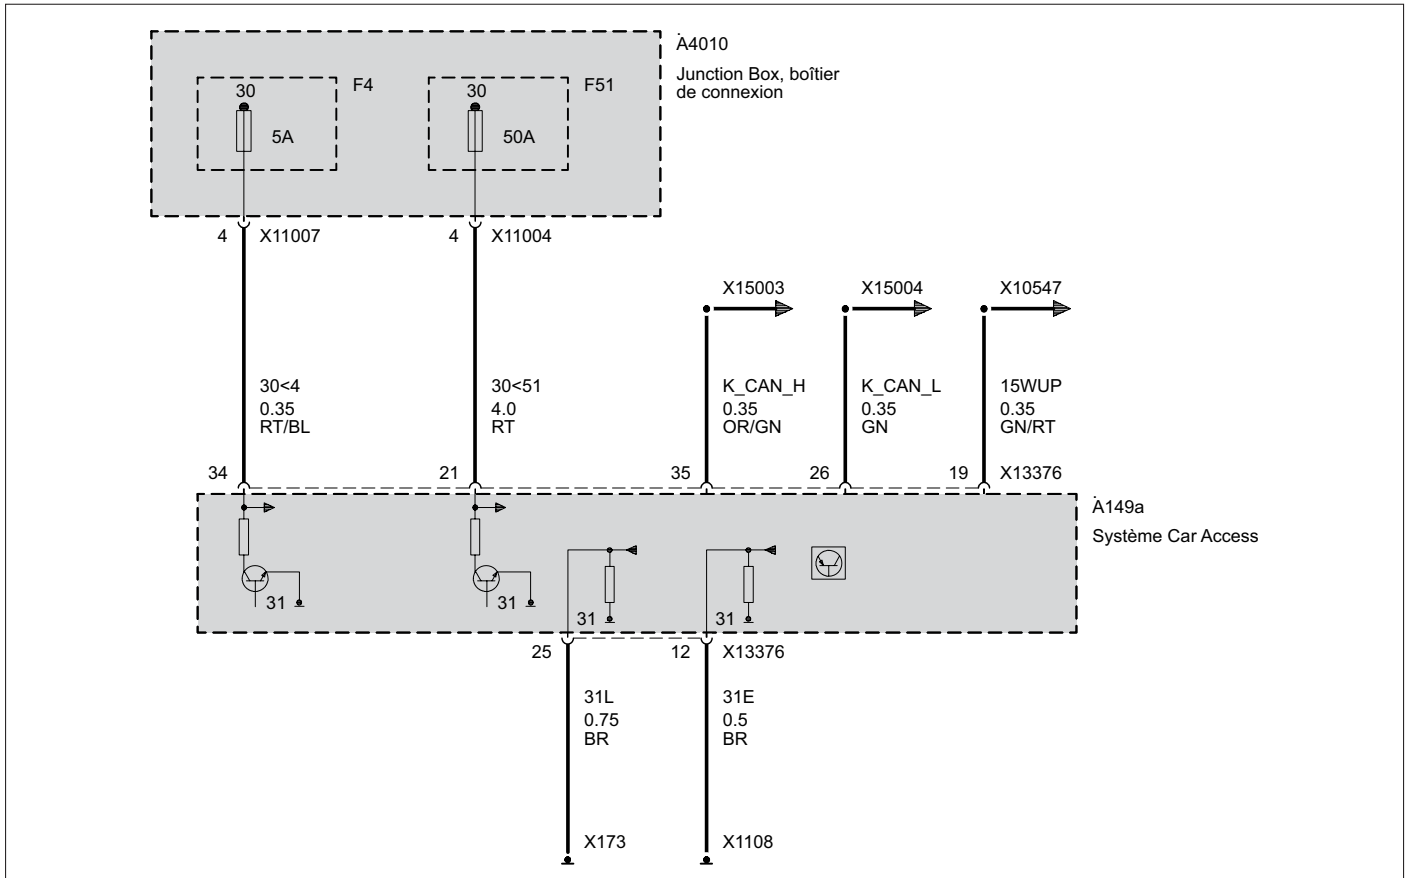 A4010
Junction Box, boîtier
de connexion
30
F4
30
F51
5A
50A
4
X11007
4
X11004
X15003
X15004
X10547
30<4
0.35
RT/BL
30<51
4.0
RT
K_CAN_H
0.35
OR/GN
K_CAN_L
0.35
GN
15WUP
0.35
GN/RT
34
21
35
26
19
X13376
A149a
Système Car Access
31
31
31
31
25
12
X13376
31L
0.75
BR
31E
0.5
BR
X173
X1108